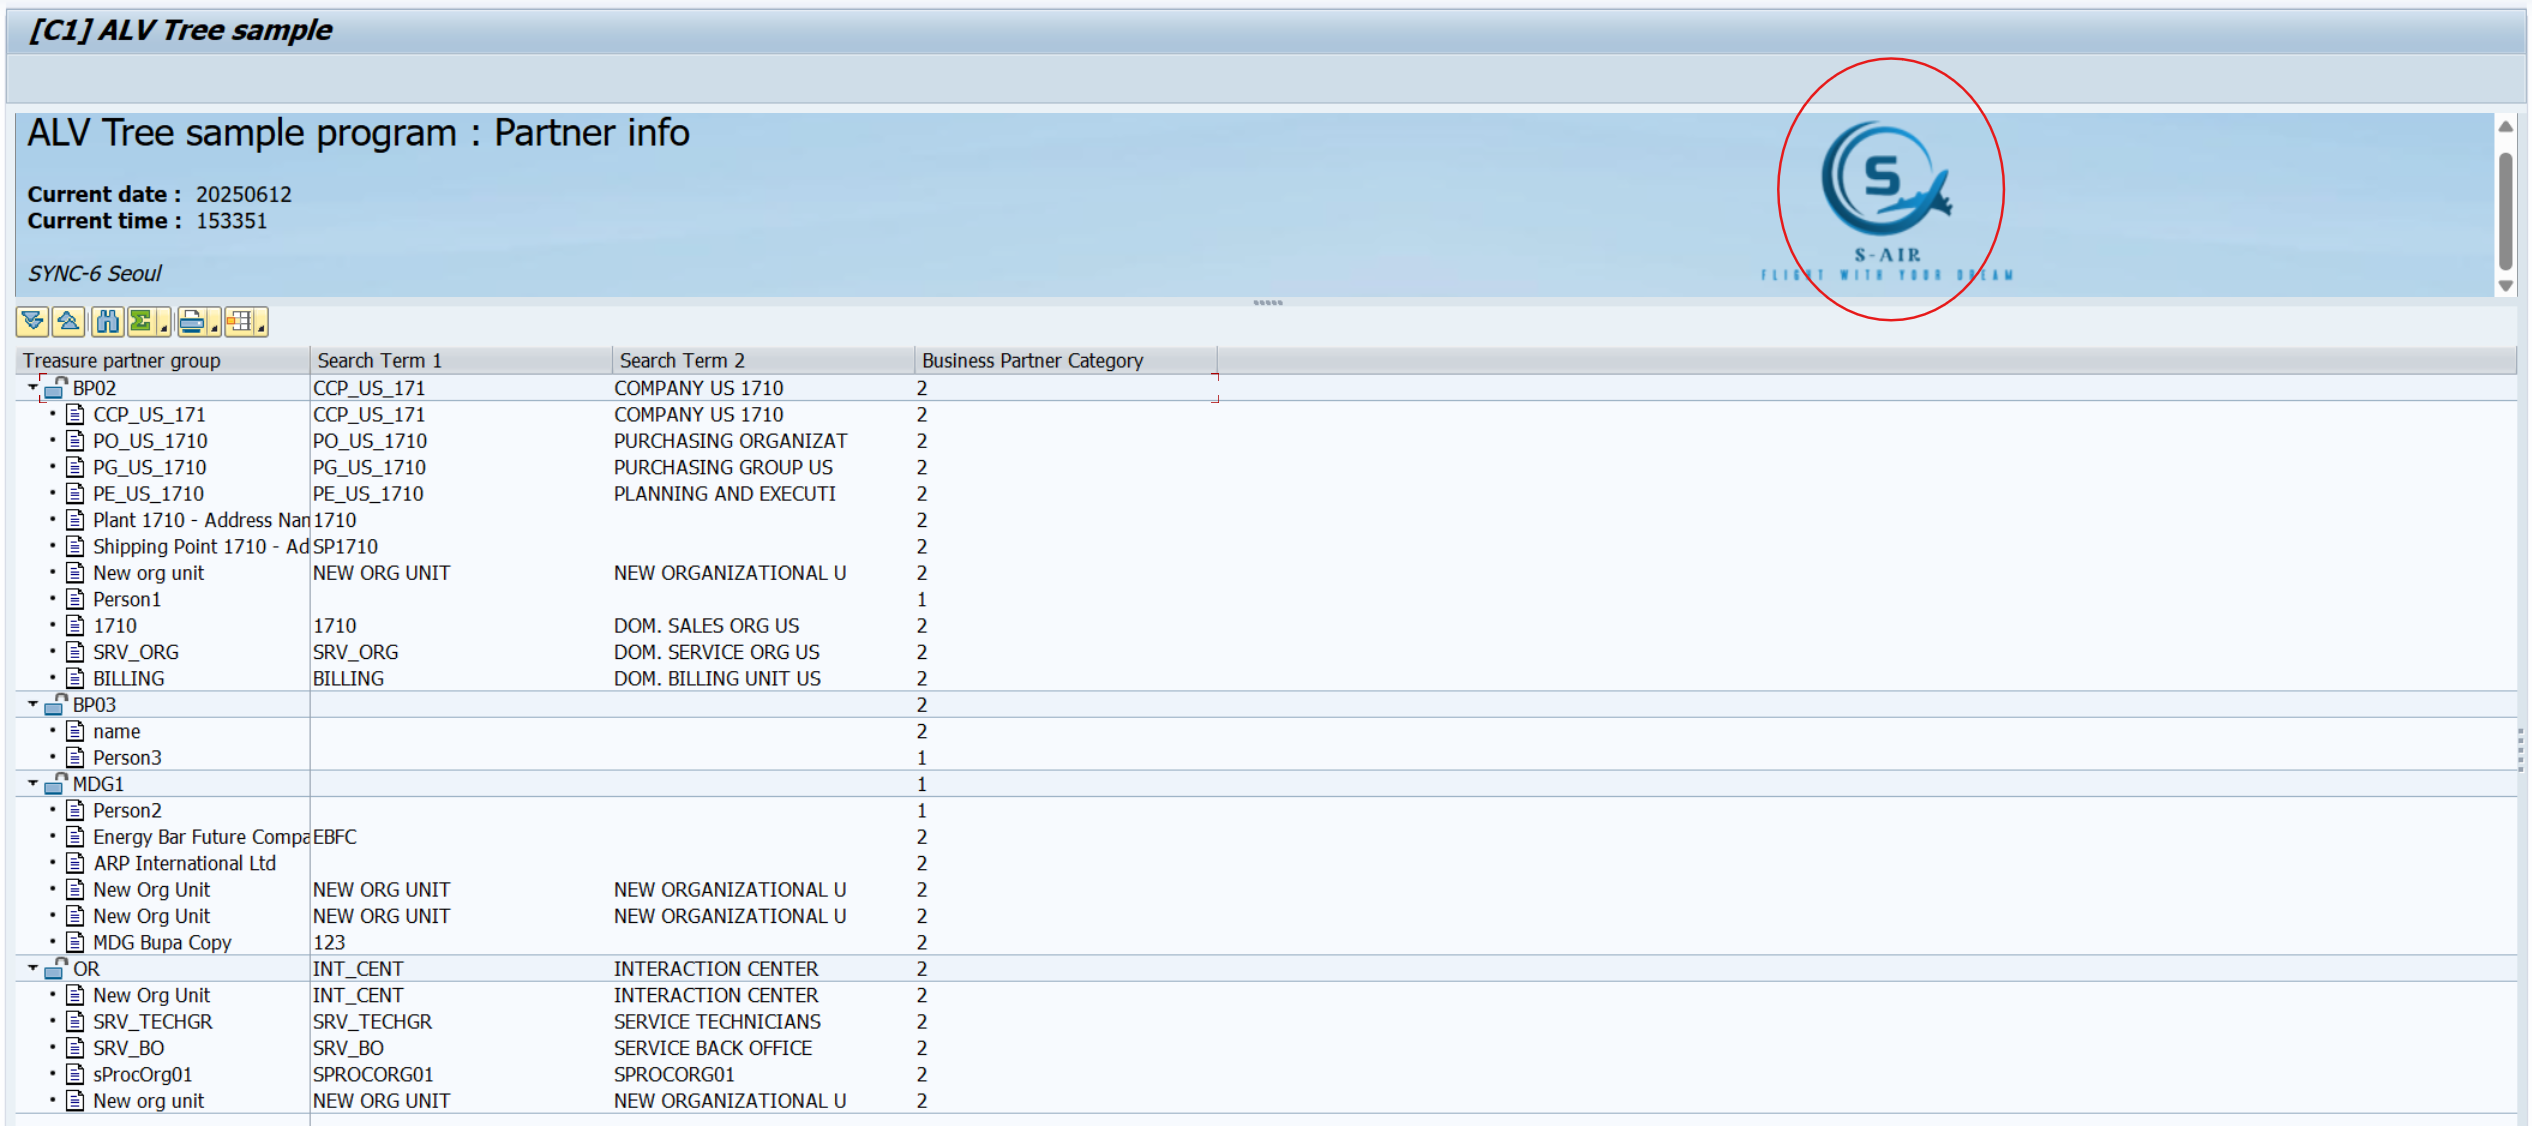 [C1] ALV Tree sample
ALV Tree sample program : Partner info
Current date : 20250612
Current time : 153351
SYNC-6 Seoul
S
S-AIR
FLIGHT WITH YOUR DREAM
Treasure partner group Search Term 1 Search Term 2 Business Partner Category
BP02 CCP_US_171 COMPANY US 1710 2
CCP_US_171 CCP_US_171 COMPANY US 1710 2
PO_US_1710 PO_US_1710 PURCHASING ORGANIZAT 2
PG_US_1710 PG_US_1710 PURCHASING GROUP US 2
PE_US_1710 PE_US_1710 PLANNING AND EXECUTI 2
Plant 1710 - Address Nan 1710 2
Shipping Point 1710 - Ad SP1710 2
New org unit NEW ORG UNIT NEW ORGANIZATIONAL U 2
Person1 1
1710 1710 DOM. SALES ORG US 2
SRV_ORG SRV_ORG DOM. SERVICE ORG US 2
BILLING BILLING DOM. BILLING UNIT US 2
BP03 2
name 2
Person3 1
MDG1 1
Person2 1
Energy Bar Future Compa EBFC 2
ARP International Ltd 2
New Org Unit NEW ORG UNIT NEW ORGANIZATIONAL U 2
New Org Unit NEW ORG UNIT NEW ORGANIZATIONAL U 2
MDG Bupa Copy 123 2
OR INT_CENT INTERACTION CENTER 2
New Org Unit INT_CENT INTERACTION CENTER 2
SRV_TECHGR SRV_TECHGR SERVICE TECHNICIANS 2
SRV_BO SRV_BO SERVICE BACK OFFICE 2
sProcOrg01 SPROCORG01 SPROCORG01 2
New org unit NEW ORG UNIT NEW ORGANIZATIONAL U 2